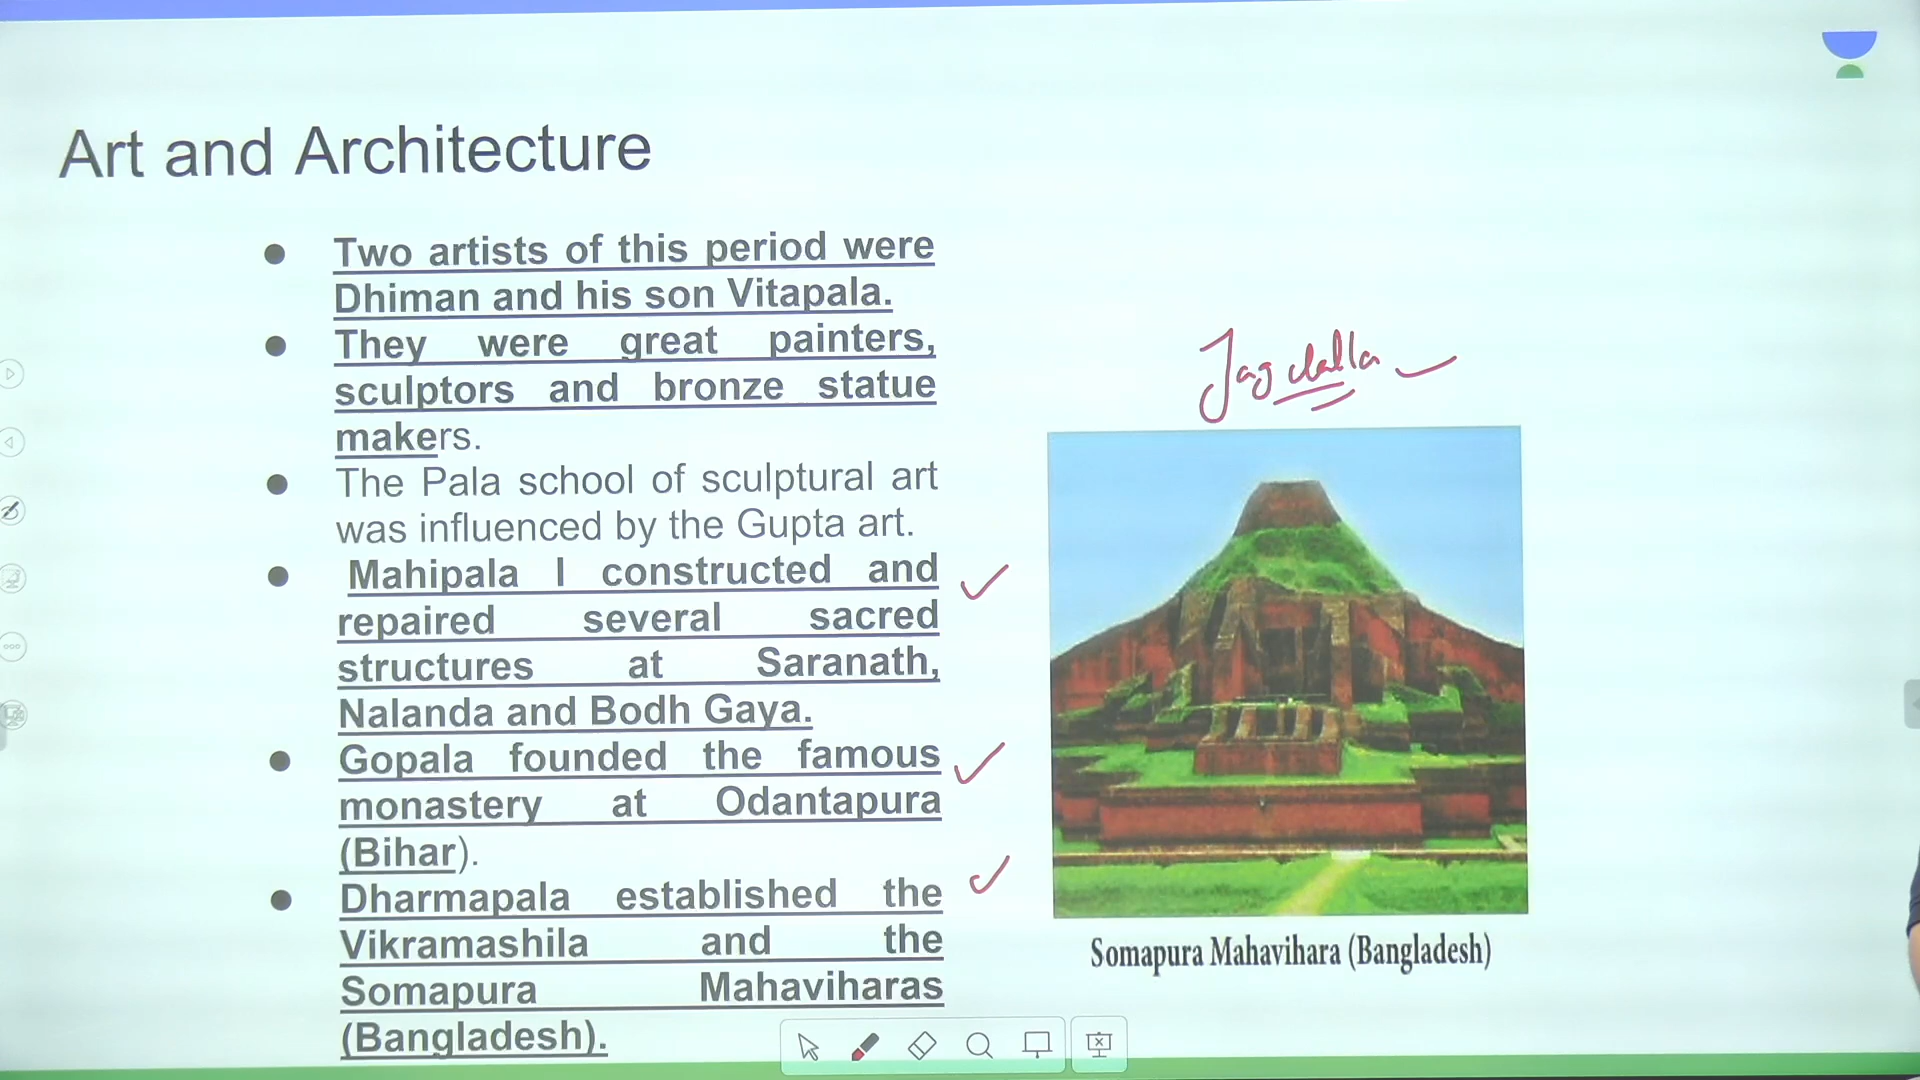 Art and Architecture
Two artists of this period were
Dhiman and his son Vitapala.
They were great painters,
sculptors and bronze statue
makers.
The Pala school of sculptural art
was influenced by the Gupta art.
Mahipala I constructed and
repaired several sacred
structures at Saranath,
Nalanda and Bodh Gaya.
Gopala founded the famous
monastery at Odantapura
(Bihar).
Dharmapala established the
Vikramashila and the
Somapura Mahaviharas
(Bangladesh).
Jagdalla
Somapura Mahavihara (Bangladesh)